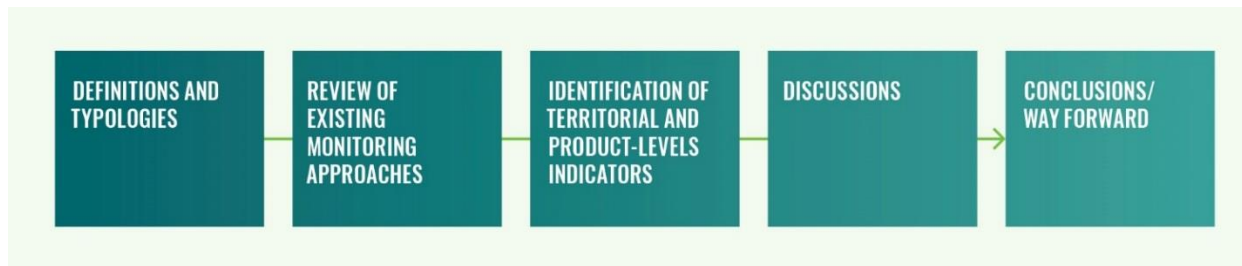 DEFINITIONS AND
TYPOLOGIES
REVIEW OF
EXISTING
MONITORING
APPROACHES
IDENTIFICATION OF
TERRITORIAL AND
PRODUCT-LEVELS
INDICATORS
DISCUSSIONS
CONCLUSIONS/
WAY FORWARD